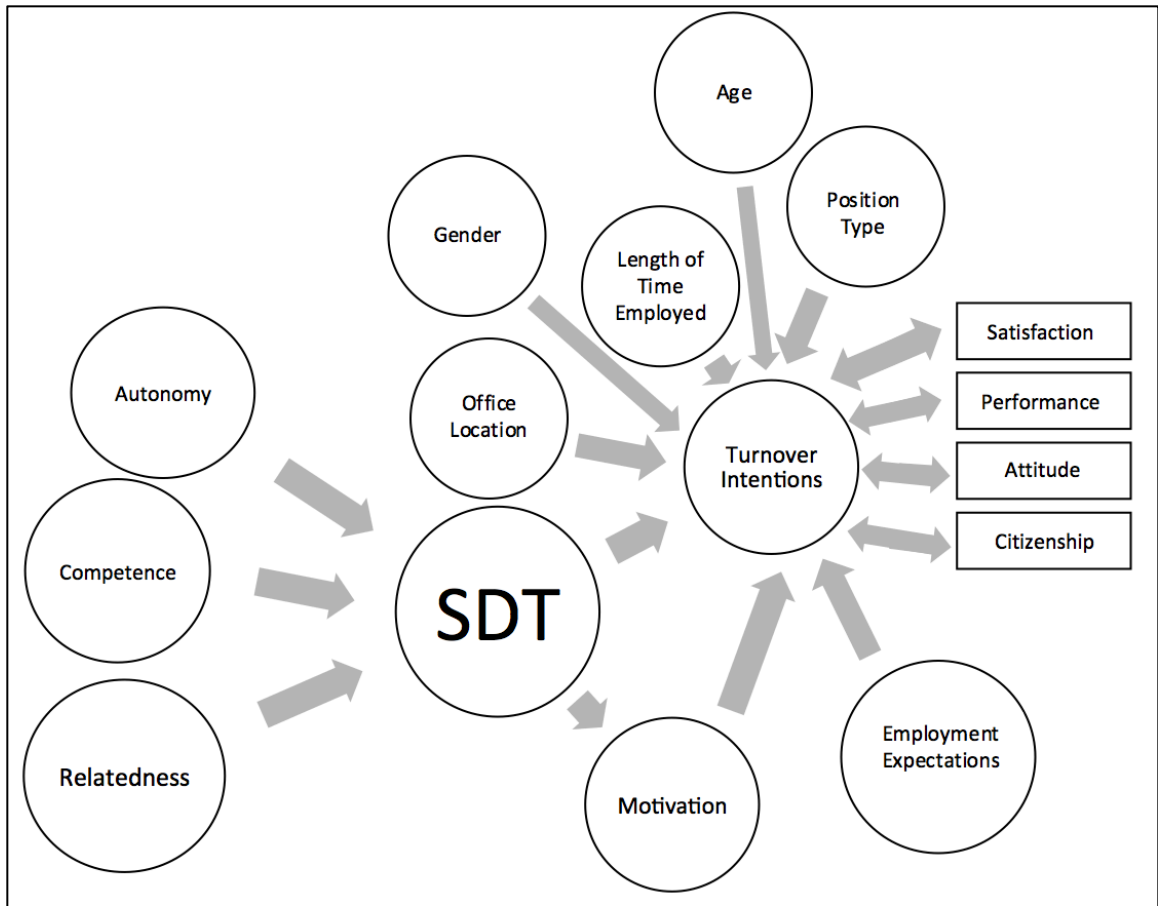 Age
Position
Type
Gender
Length of
Time
Employed
Satisfaction
Autonomy
Office
Location
Performance
Turnover
Intentions
Attitude
Citizenship
Competence
SDT
Relatedness
Motivation
Employment
Expectations